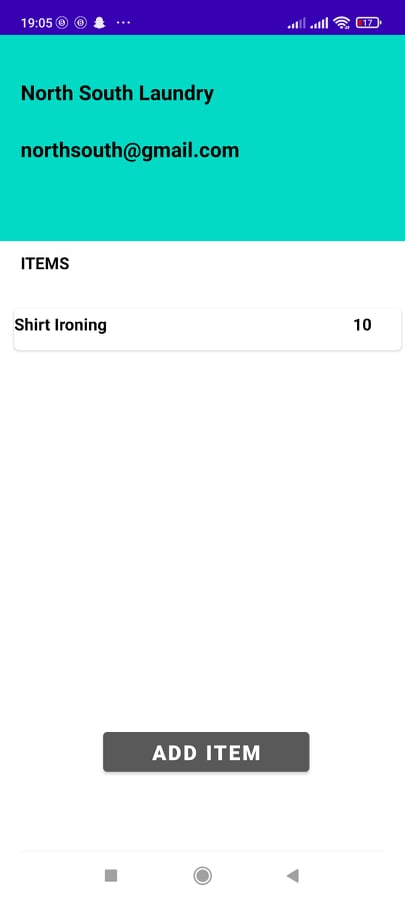 19:05
17
North South Laundry
northsouth@gmail.com
ITEMS
Shirt Ironing 10
ADD ITEM